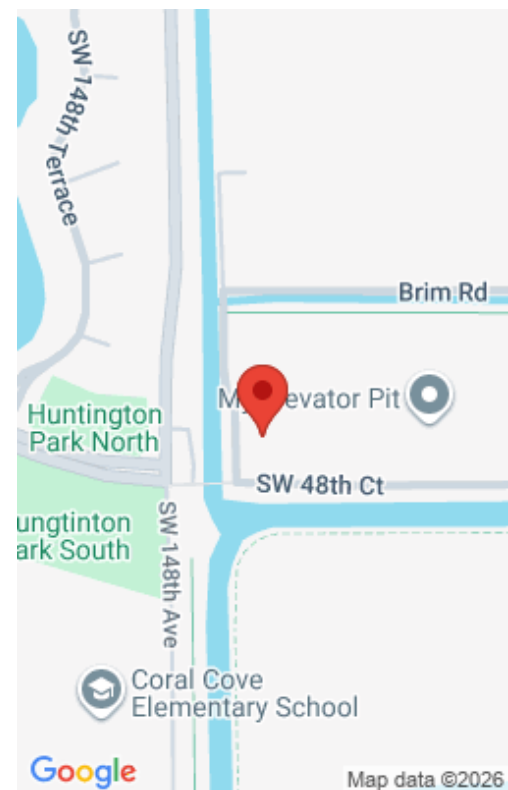 SW 148th Terrace
Brim Rd
evator Pit
Huntington
Park North
SW 48th Ct
ungtinton
ark South
SW 148th Ave
Coral Cove
Elementary School
Google
Map data ©2026